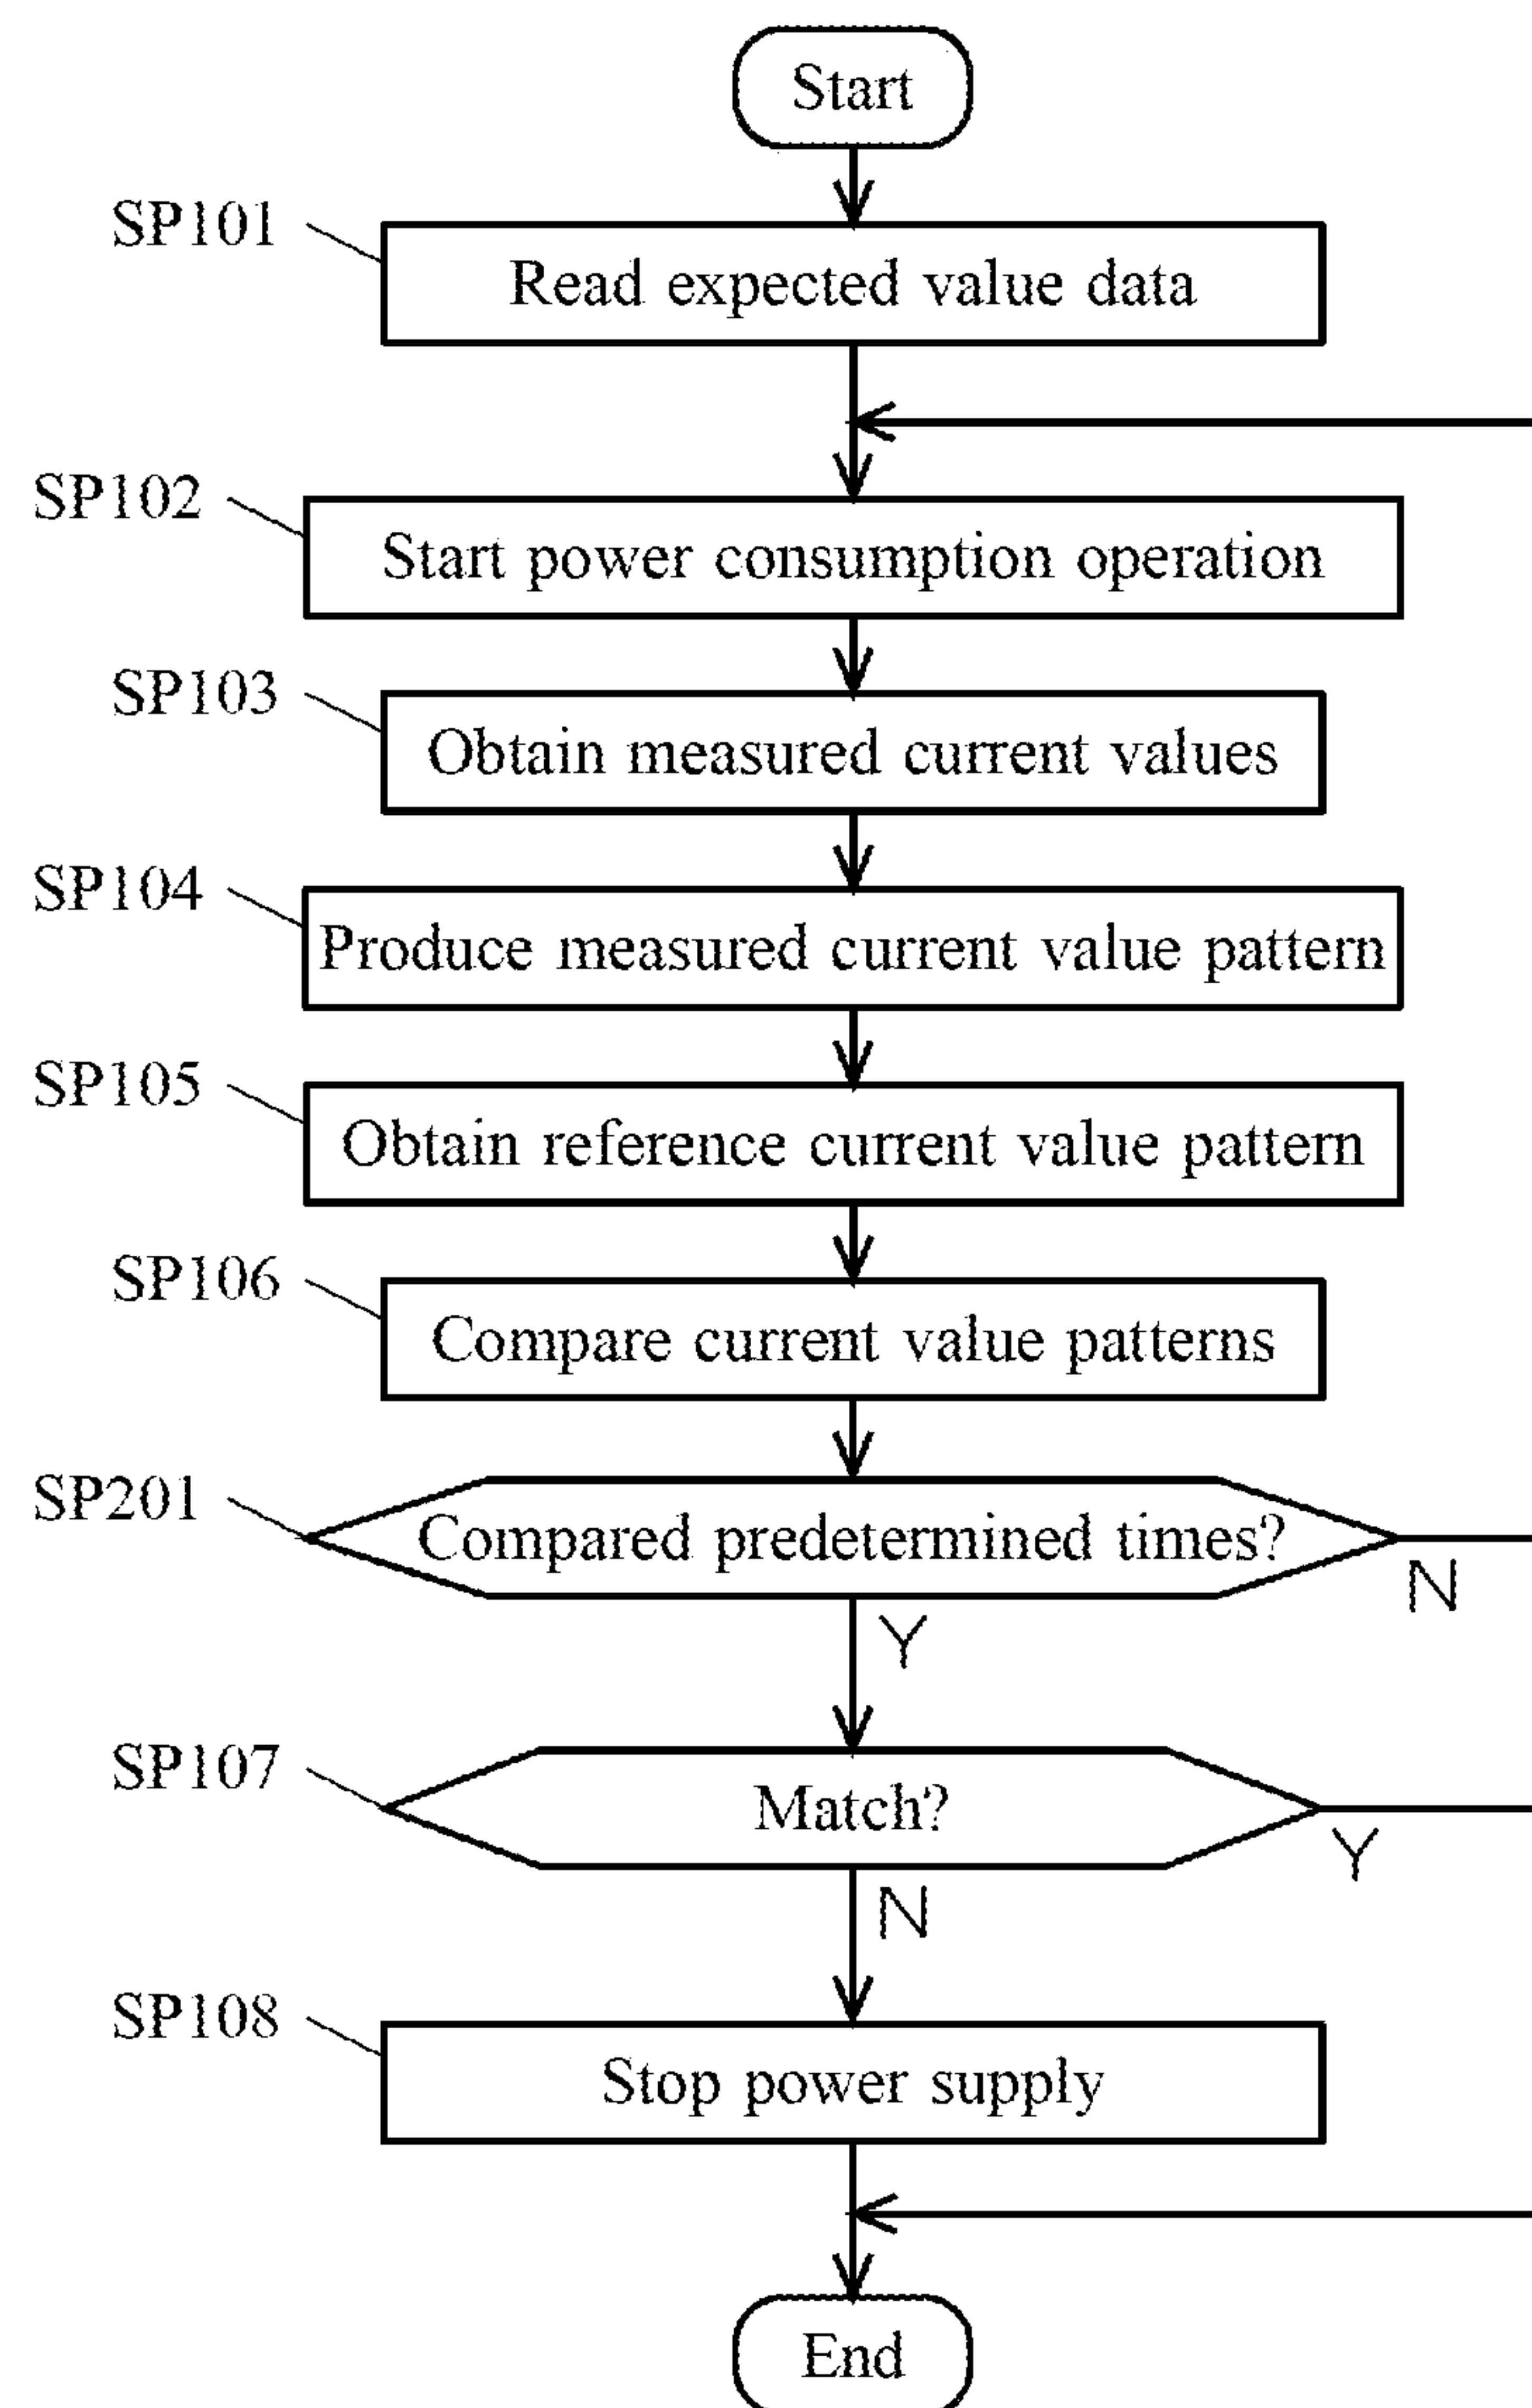 Start
SP101
Read expected value data
SP102
Start power consumption operation
SP103
Obtain measured current values
SP104
Produce measured current value pattern
SP105
Obtain reference current value pattern
SP106
Compare current value patterns
SP201
Compared predetermined times?
N
Y
SP107
Match?
Y
N
SP108
Stop power supply
End